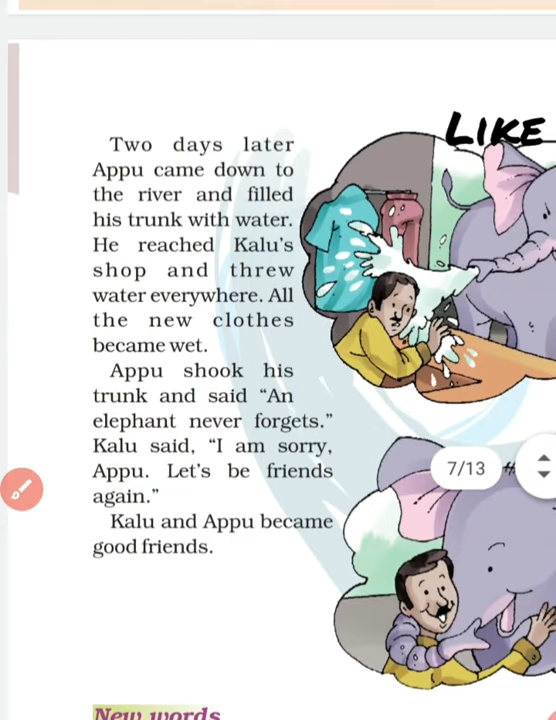 LIKE
Two days later
Appu came down to
the river and filled
his trunk with water.
He reached Kalu's
shop and threw
water everywhere. All
the new clothes
became wet.
Appu shook his
trunk and said “An
elephant never forgets.”
Kalu said, “I am sorry,
Appu. Let's be friends
again.”
Kalu and Appu became
good friends.
7/13
#
New words